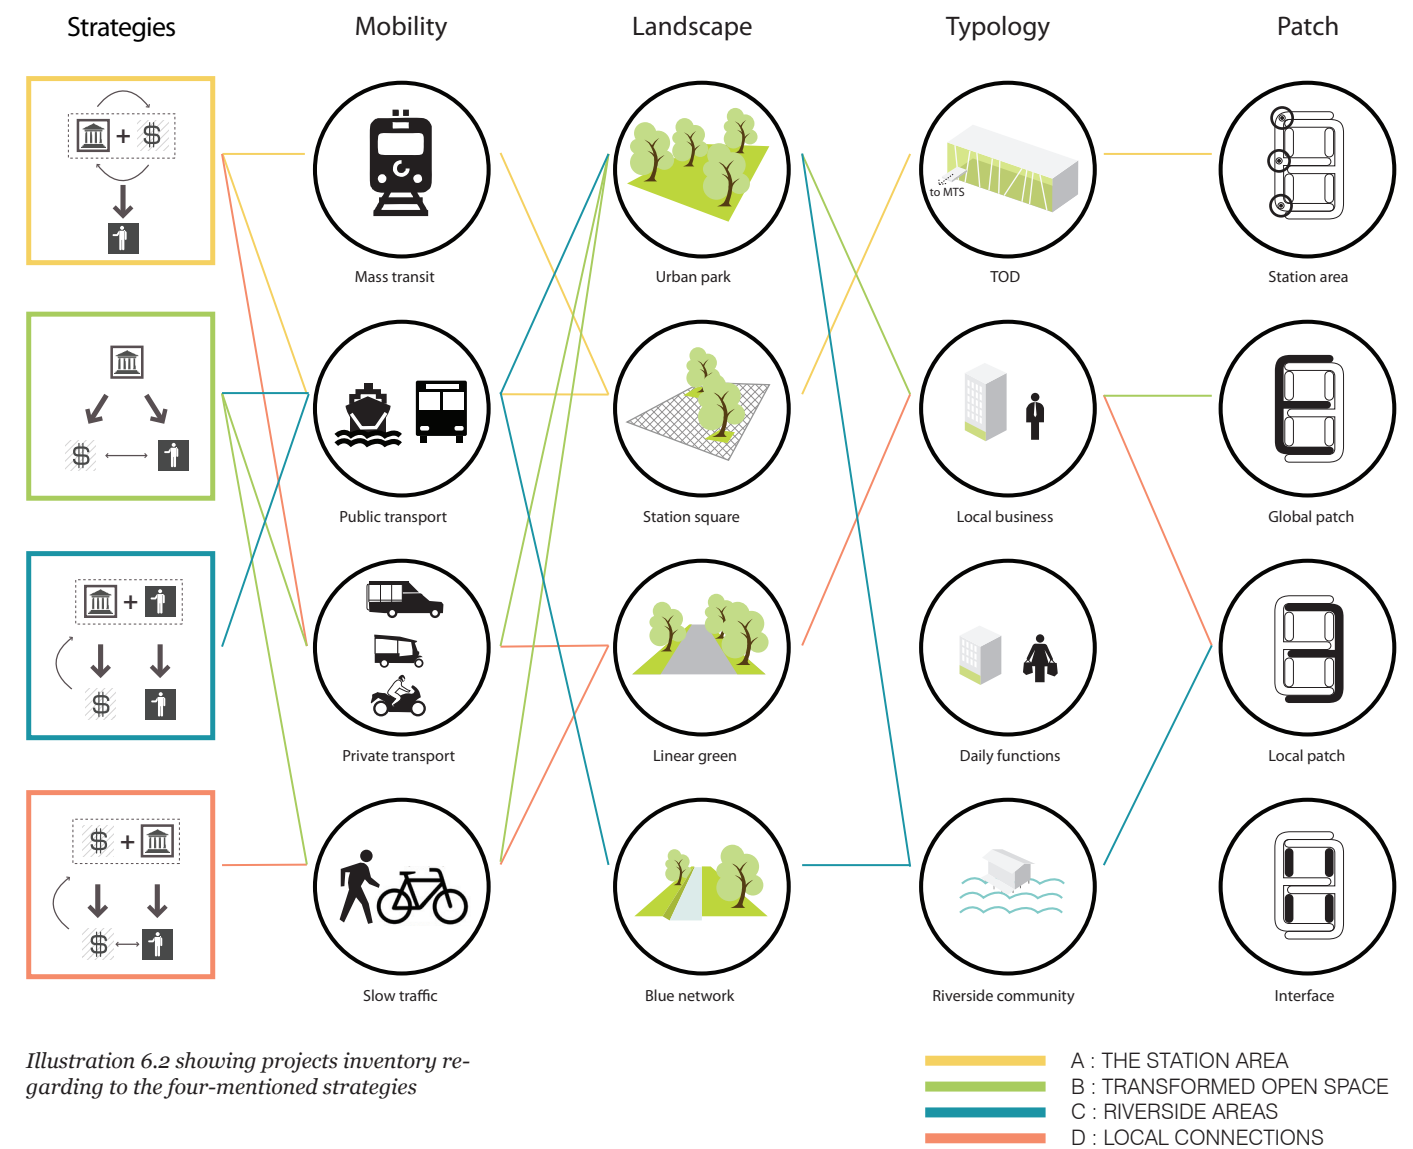 Strategies
Mobility
Landscape
Typology
Patch
+ $
to MTS
Mass transit
Urban park
TOD
Station area
$
Public transport
Station square
Local business
Global patch
+
$
Private transport
Linear green
Daily functions
Local patch
$ +
$
Slow traffic
Blue network
Riverside community
Interface
Illustration 6.2 showing projects inventory re-
garding to the four-mentioned strategies
A : THE STATION AREA
B : TRANSFORMED OPEN SPACE
C : RIVERSIDE AREAS
D : LOCAL CONNECTIONS